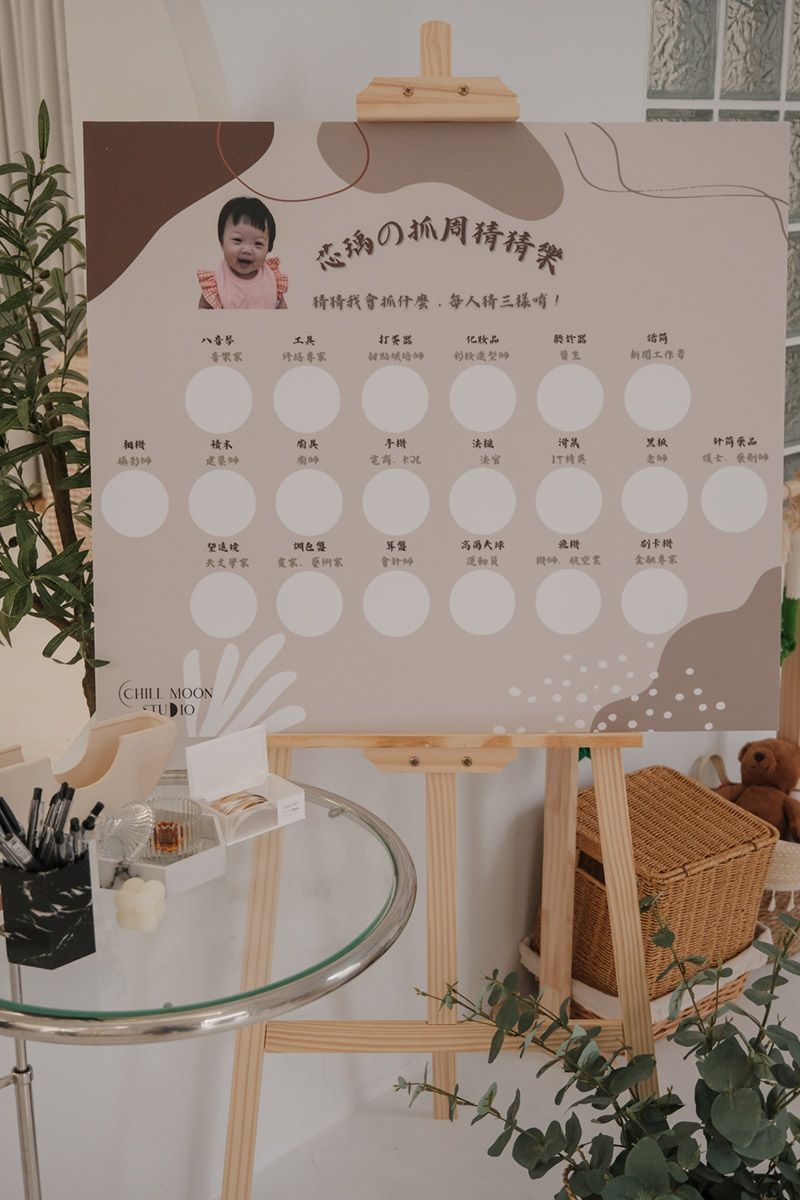 芯瑀の抓周猜猜樂
猜猜我會抓什麼，每人猜三樣唷！
八音琴 工具 打蛋器 化妝品 聽診器 話筒
音樂家 修繕專家 甜點烘焙師 彩妝造型師 醫生 新聞工作者
相機 積木 廚具 手機 法槌 滑鼠 黑板 針筒藥品
攝影師 建築師 廚師 電商、KOL 法官 IT精英 老師 護士、藥劑師
望遠鏡 調色盤 算盤 高爾夫球 飛機 刷卡機
天文學家 畫家、藝術家 會計師 運動員 機師、航空業 金融專家
CHILL MOON
STUDIO